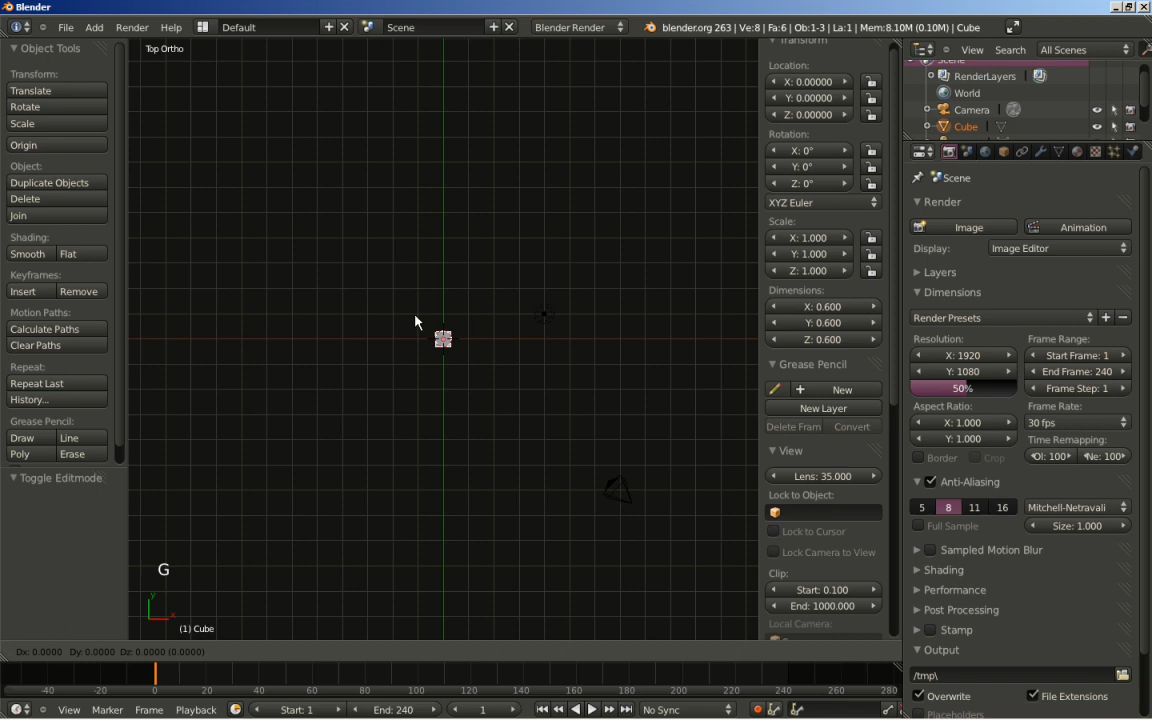 Blender
File Add Render Help Default Scene Blender Render blender.org 263 | Ve:8 | Fa:6 | Ob:1-3 | La:1 | Mem:8.10M (0.10M) | Cube
Object Tools
Transform:
Translate
Rotate
Scale
Origin
Object:
Duplicate Objects
Delete
Join
Shading:
Smooth Flat
Keyframes:
Insert Remove
Motion Paths:
Calculate Paths
Clear Paths
Repeat:
Repeat Last
History...
Grease Pencil:
Draw Line
Poly Erase
Toggle Editmode
Top Ortho
G
y
x
(1) Cube
Transform
Location:
X: 0.00000
Y: 0.00000
Z: 0.00000
Rotation:
X: 0°
Y: 0°
Z: 0°
XYZ Euler
Scale:
X: 1.000
Y: 1.000
Z: 1.000
Dimensions:
X: 0.600
Y: 0.600
Z: 0.600
Grease Pencil
New
New Layer
Delete Fram Convert
View
Lens: 35.000
Lock to Object:
Lock to Cursor
Lock Camera to View
Clip:
Start: 0.100
End: 1000.000
Local Camera:
View Search All Scenes
Scene
RenderLayers
World
Camera
Cube
Scene
Render
Image Animation
Display: Image Editor
Layers
Dimensions
Render Presets
Resolution: Frame Range:
X: 1920 Start Frame: 1
Y: 1080 End Frame: 240
50% Frame Step: 1
Aspect Ratio: Frame Rate:
X: 1.000 30 fps
Y: 1.000 Time Remapping:
Border Crop Ol: 100 Ne: 100
Anti-Aliasing
5 8 11 16 Mitchell-Netravali
Full Sample Size: 1.000
Sampled Motion Blur
Shading
Performance
Post Processing
Stamp
Output
/tmp\
Overwrite File Extensions
Placeholders
Dx: 0.0000 Dy: 0.0000 Dz: 0.0000 (0.0000)
-40 -20 0 20 40 60 80 100 120 140 160 180 200 220 240 260 280
View Marker Frame Playback Start: 1 End: 240 1 No Sync